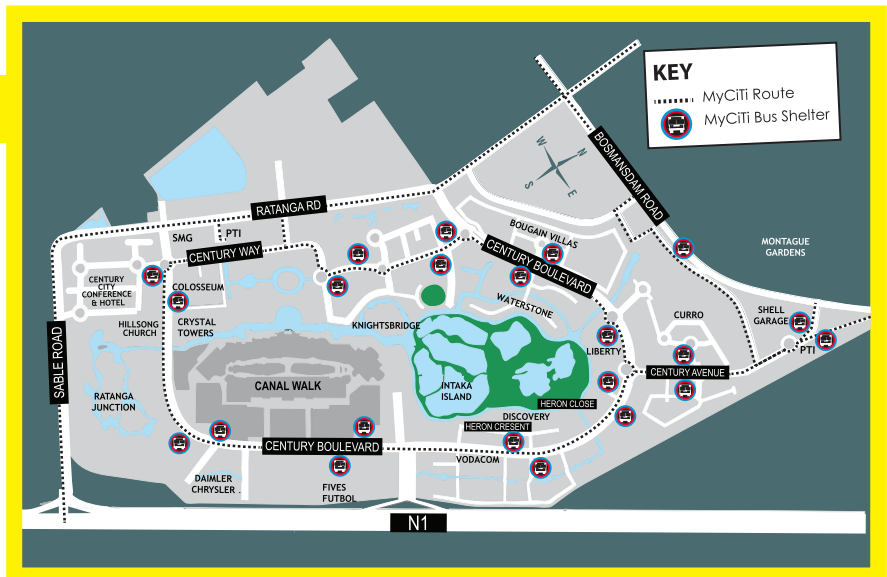 KEY
MyCiTi Route
MyCiTi Bus Shelter
W
N
S
E
BOSMANSDAM ROAD
RATANGA RD
SMG
PTI
CENTURY WAY
BOUGAIN VILLAS
CENTURY BOULEVARD
MONTAGUE
GARDENS
CENTURY
CITY
CONFERENCE
& HOTEL
COLOSSEUM
WATERSTONE
HILLSONG
CHURCH
CRYSTAL
TOWERS
KNIGHTSBRIDGE
CURRO
SHELL
GARAGE
PTI
LIBERTY
SABLE ROAD
CANAL WALK
INTAKA
ISLAND
CENTURY AVENUE
RATANGA
JUNCTION
HERON CLOSE
DISCOVERY
HERON CRESENT
CENTURY BOULEVARD
VODACOM
DAIMLER
CHRYSLER .
FIVES
FUTBOL
N1